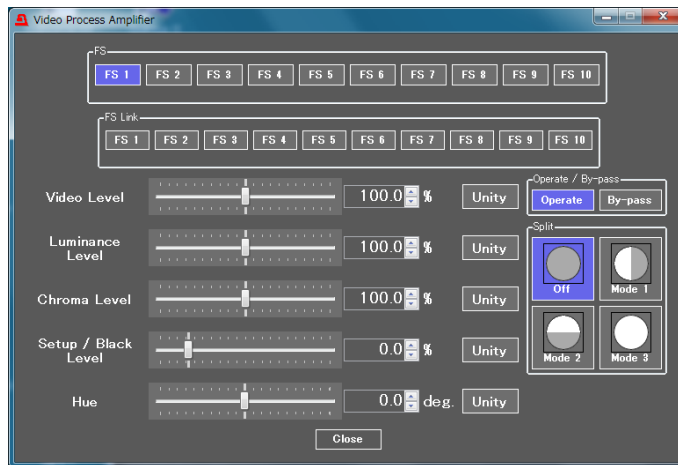 Video Process Amplifier
FS
FS 1 FS 2 FS 3 FS 4 FS 5 FS 6 FS 7 FS 8 FS 9 FS 10
FS Link
FS 1 FS 2 FS 3 FS 4 FS 5 FS 6 FS 7 FS 8 FS 9 FS 10
Video Level 100.0 % Unity
Luminance
Level 100.0 % Unity
Chroma Level 100.0 % Unity
Setup / Black
Level 0.0 % Unity
Hue 0.0 deg. Unity
Operate / By-pass
Operate By-pass
Split
Off Mode 1
Mode 2 Mode 3
Close